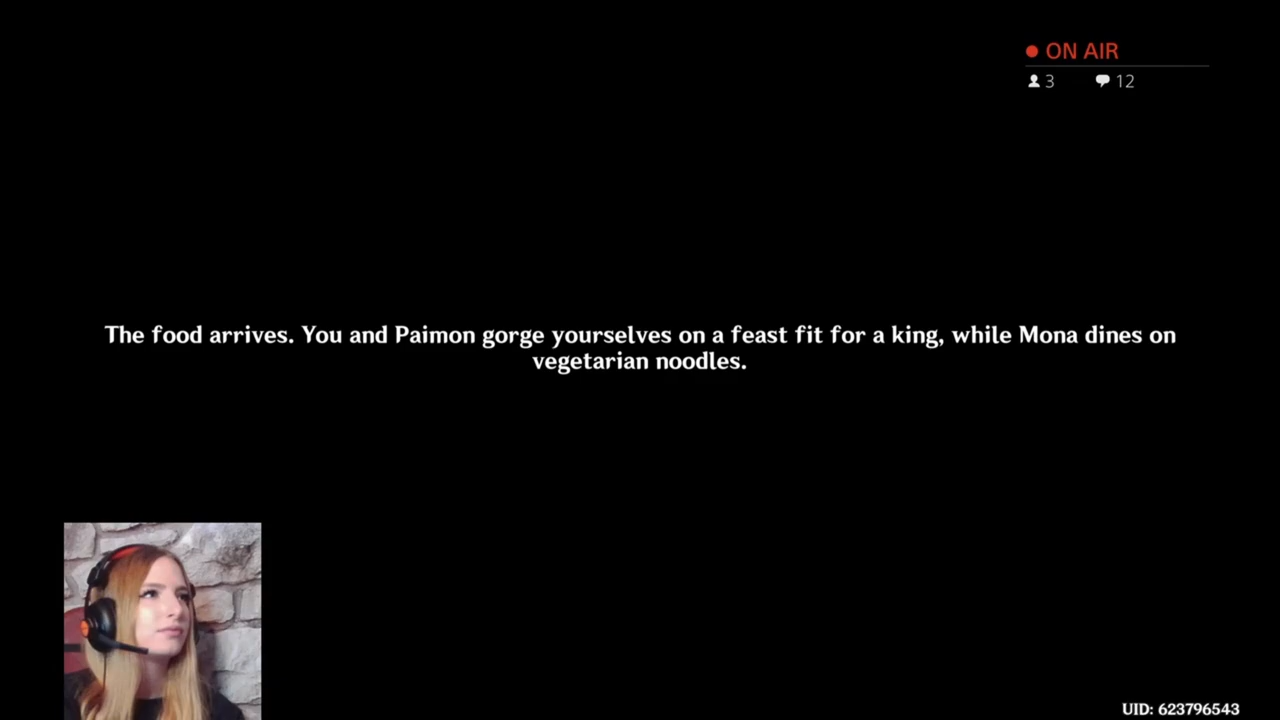 ON AIR
3 12
The food arrives. You and Paimon gorge yourselves on a feast fit for a king, while Mona dines on
vegetarian noodles.
UID: 623796543